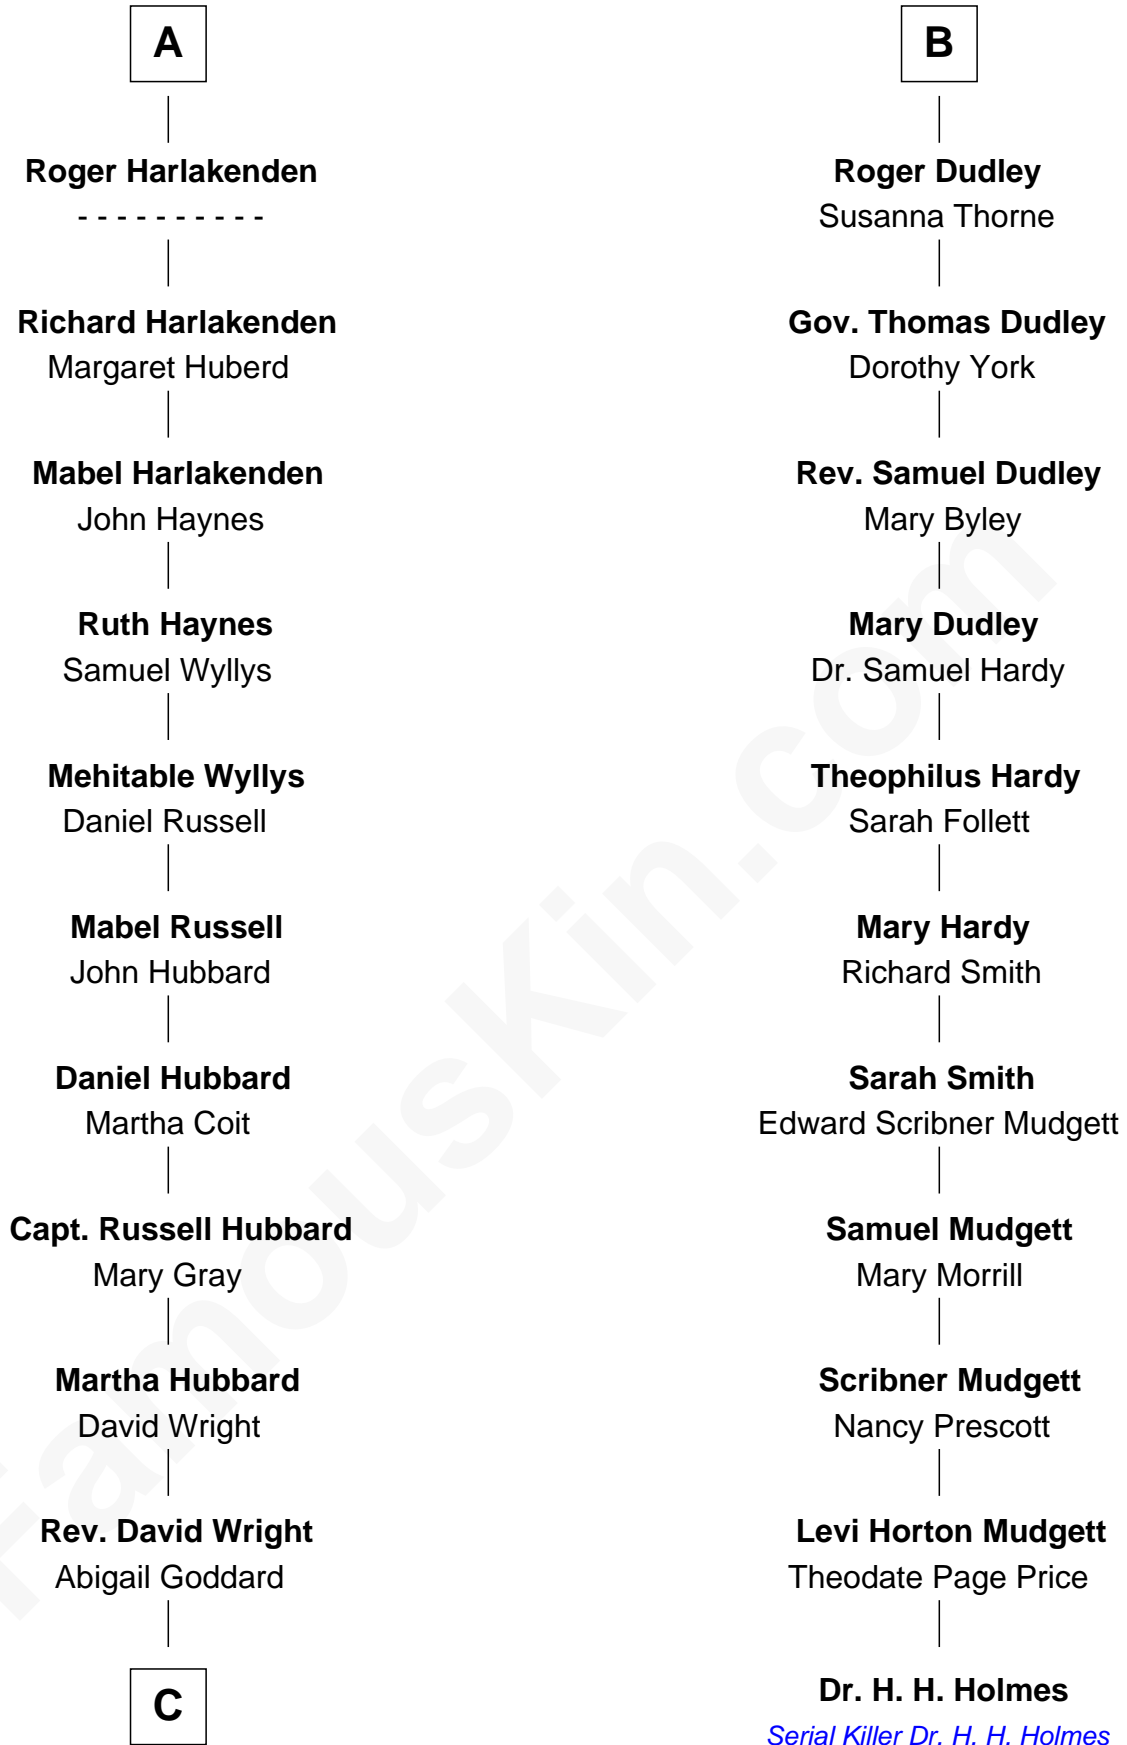 A
Roger Harlakenden
- - - - - - - - - -
Richard Harlakenden
Margaret Huberd
Mabel Harlakenden
John Haynes
Ruth Haynes
Samuel Wyllys
Mehitable Wyllys
Daniel Russell
Mabel Russell
John Hubbard
Daniel Hubbard
Martha Coit
Capt. Russell Hubbard
Mary Gray
Martha Hubbard
David Wright
Rev. David Wright
Abigail Goddard
C
B
Roger Dudley
Susanna Thorne
Gov. Thomas Dudley
Dorothy York
Rev. Samuel Dudley
Mary Byley
Mary Dudley
Dr. Samuel Hardy
Theophilus Hardy
Sarah Follett
Mary Hardy
Richard Smith
Sarah Smith
Edward Scribner Mudgett
Samuel Mudgett
Mary Morrill
Scribner Mudgett
Nancy Prescott
Levi Horton Mudgett
Theodate Page Price
Dr. H. H. Holmes
Serial Killer Dr. H. H. Holmes
FamousKin.com